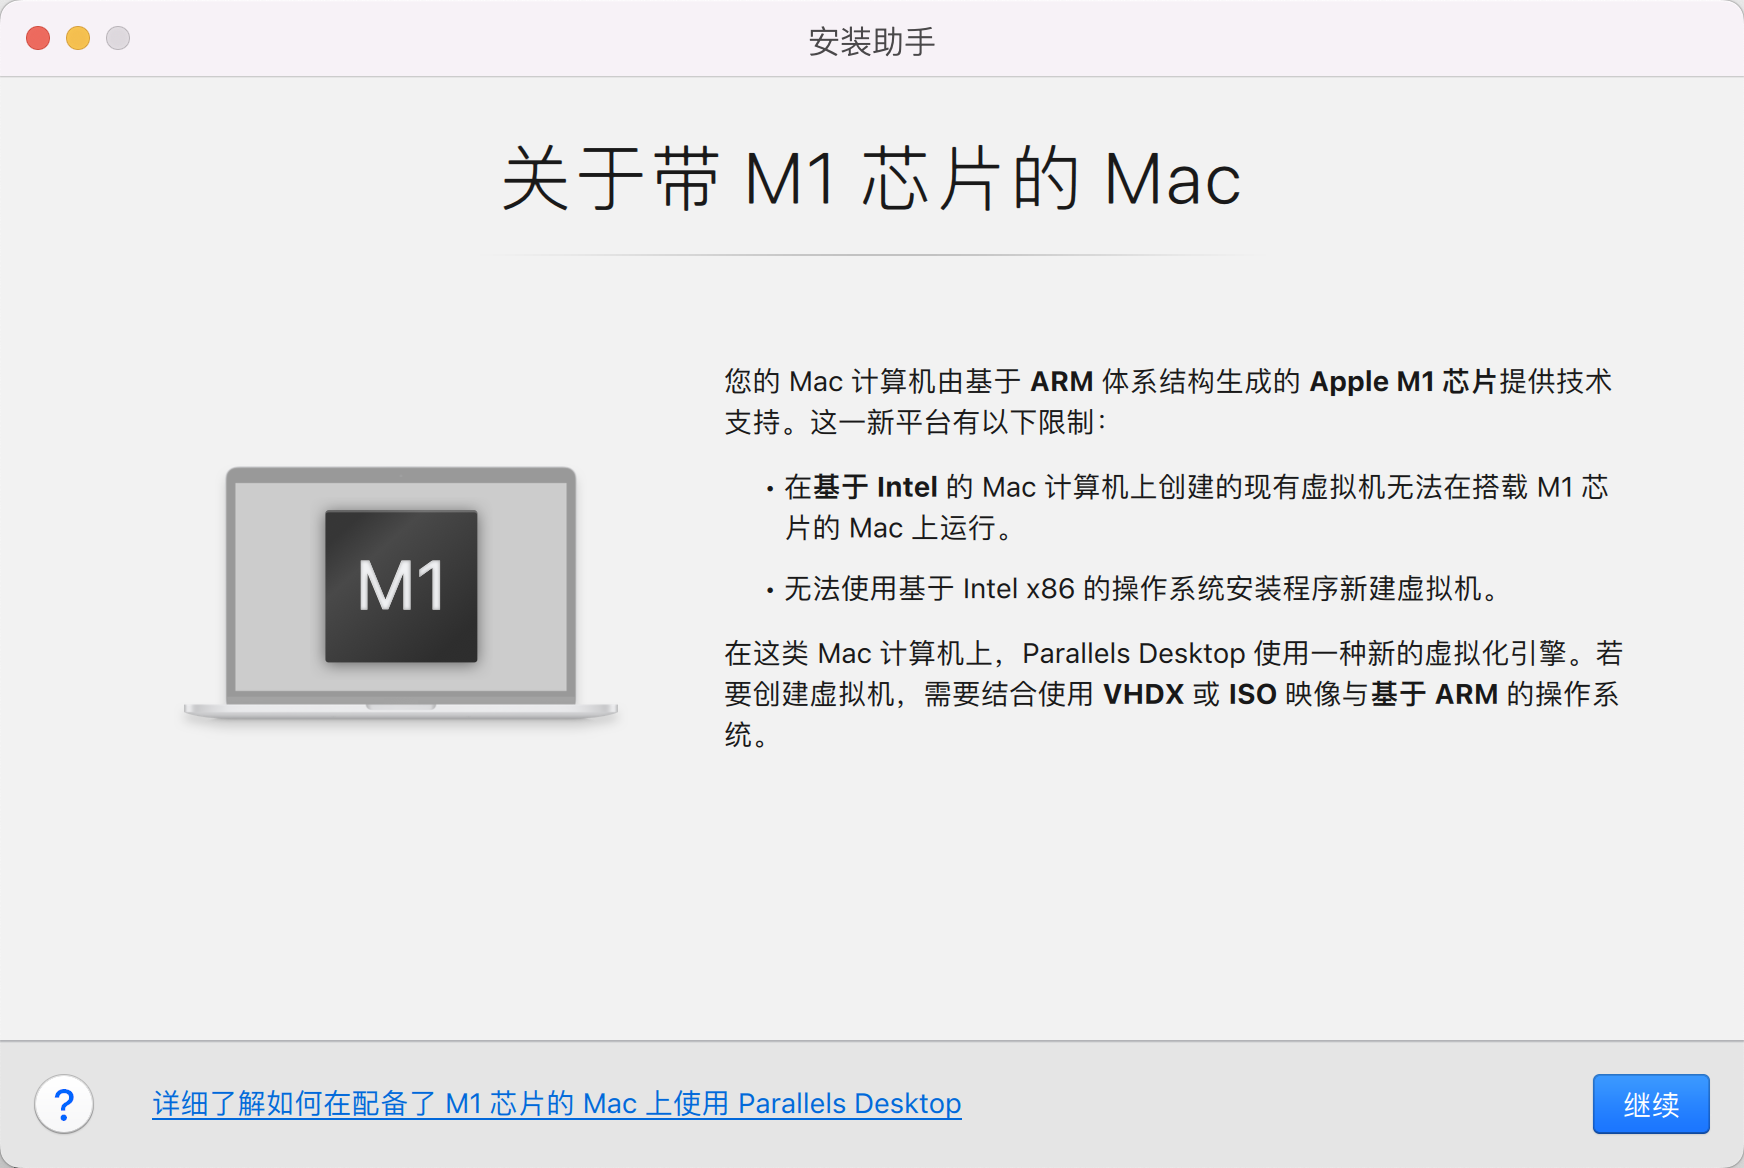 安装助手
关于带 M1 芯片的 Mac
您的 Mac 计算机由基于 ARM 体系结构生成的 Apple M1 芯片提供技术
支持。这一新平台有以下限制：
• 在基于 Intel 的 Mac 计算机上创建的现有虚拟机无法在搭载 M1 芯
片的 Mac 上运行。
• 无法使用基于 Intel x86 的操作系统安装程序新建虚拟机。
M1
在这类 Mac 计算机上，Parallels Desktop 使用一种新的虚拟化引擎。若
要创建虚拟机，需要结合使用 VHDX 或 ISO 映像与基于 ARM 的操作系
统。
?
详细了解如何在配备了 M1 芯片的 Mac 上使用 Parallels Desktop
继续